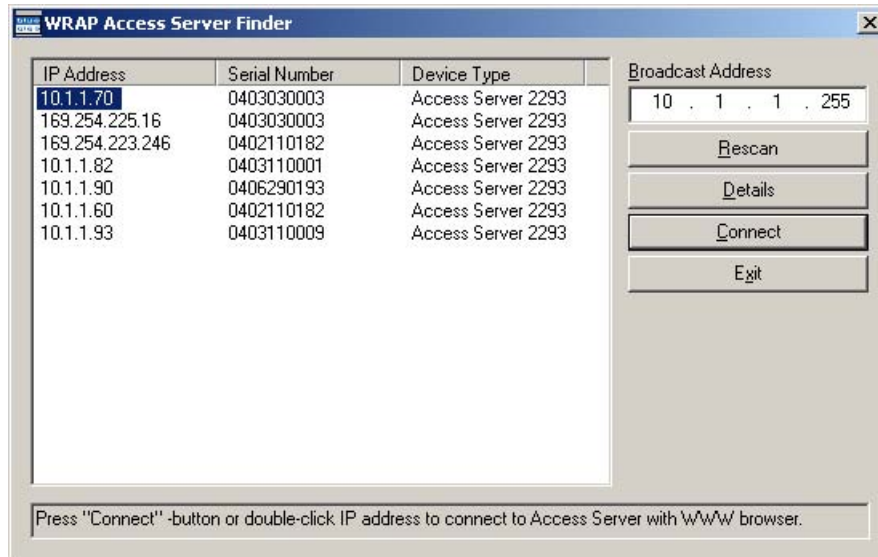 WRAP Access Server Finder
IP Address Serial Number Device Type
10.1.1.70 0403030003 Access Server 2293
169.254.225.16 0403030003 Access Server 2293
169.254.223.246 0402110182 Access Server 2293
10.1.1.82 0403110001 Access Server 2293
10.1.1.90 0406290193 Access Server 2293
10.1.1.60 0402110182 Access Server 2293
10.1.1.93 0403110009 Access Server 2293
Broadcast Address
10 . 1 . 1 . 255
Rescan
Details
Connect
Exit
Press "Connect" -button or double-click IP address to connect to Access Server with WWW browser.